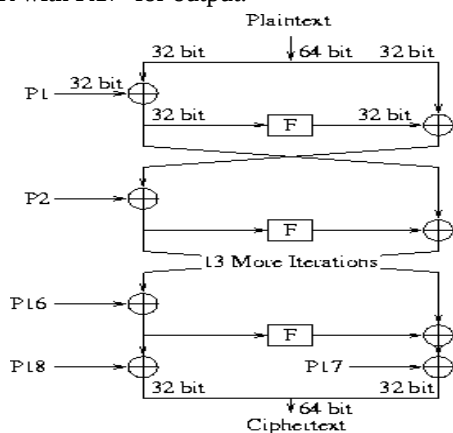 with P17 for output.
Plaintext
32 bit 64 bit 32 bit
P1 32 bit
32 bit F 32 bit
P2
F
13 More Iterations
P16
F
P18 P17
32 bit 32 bit
64 bit
Ciphertext